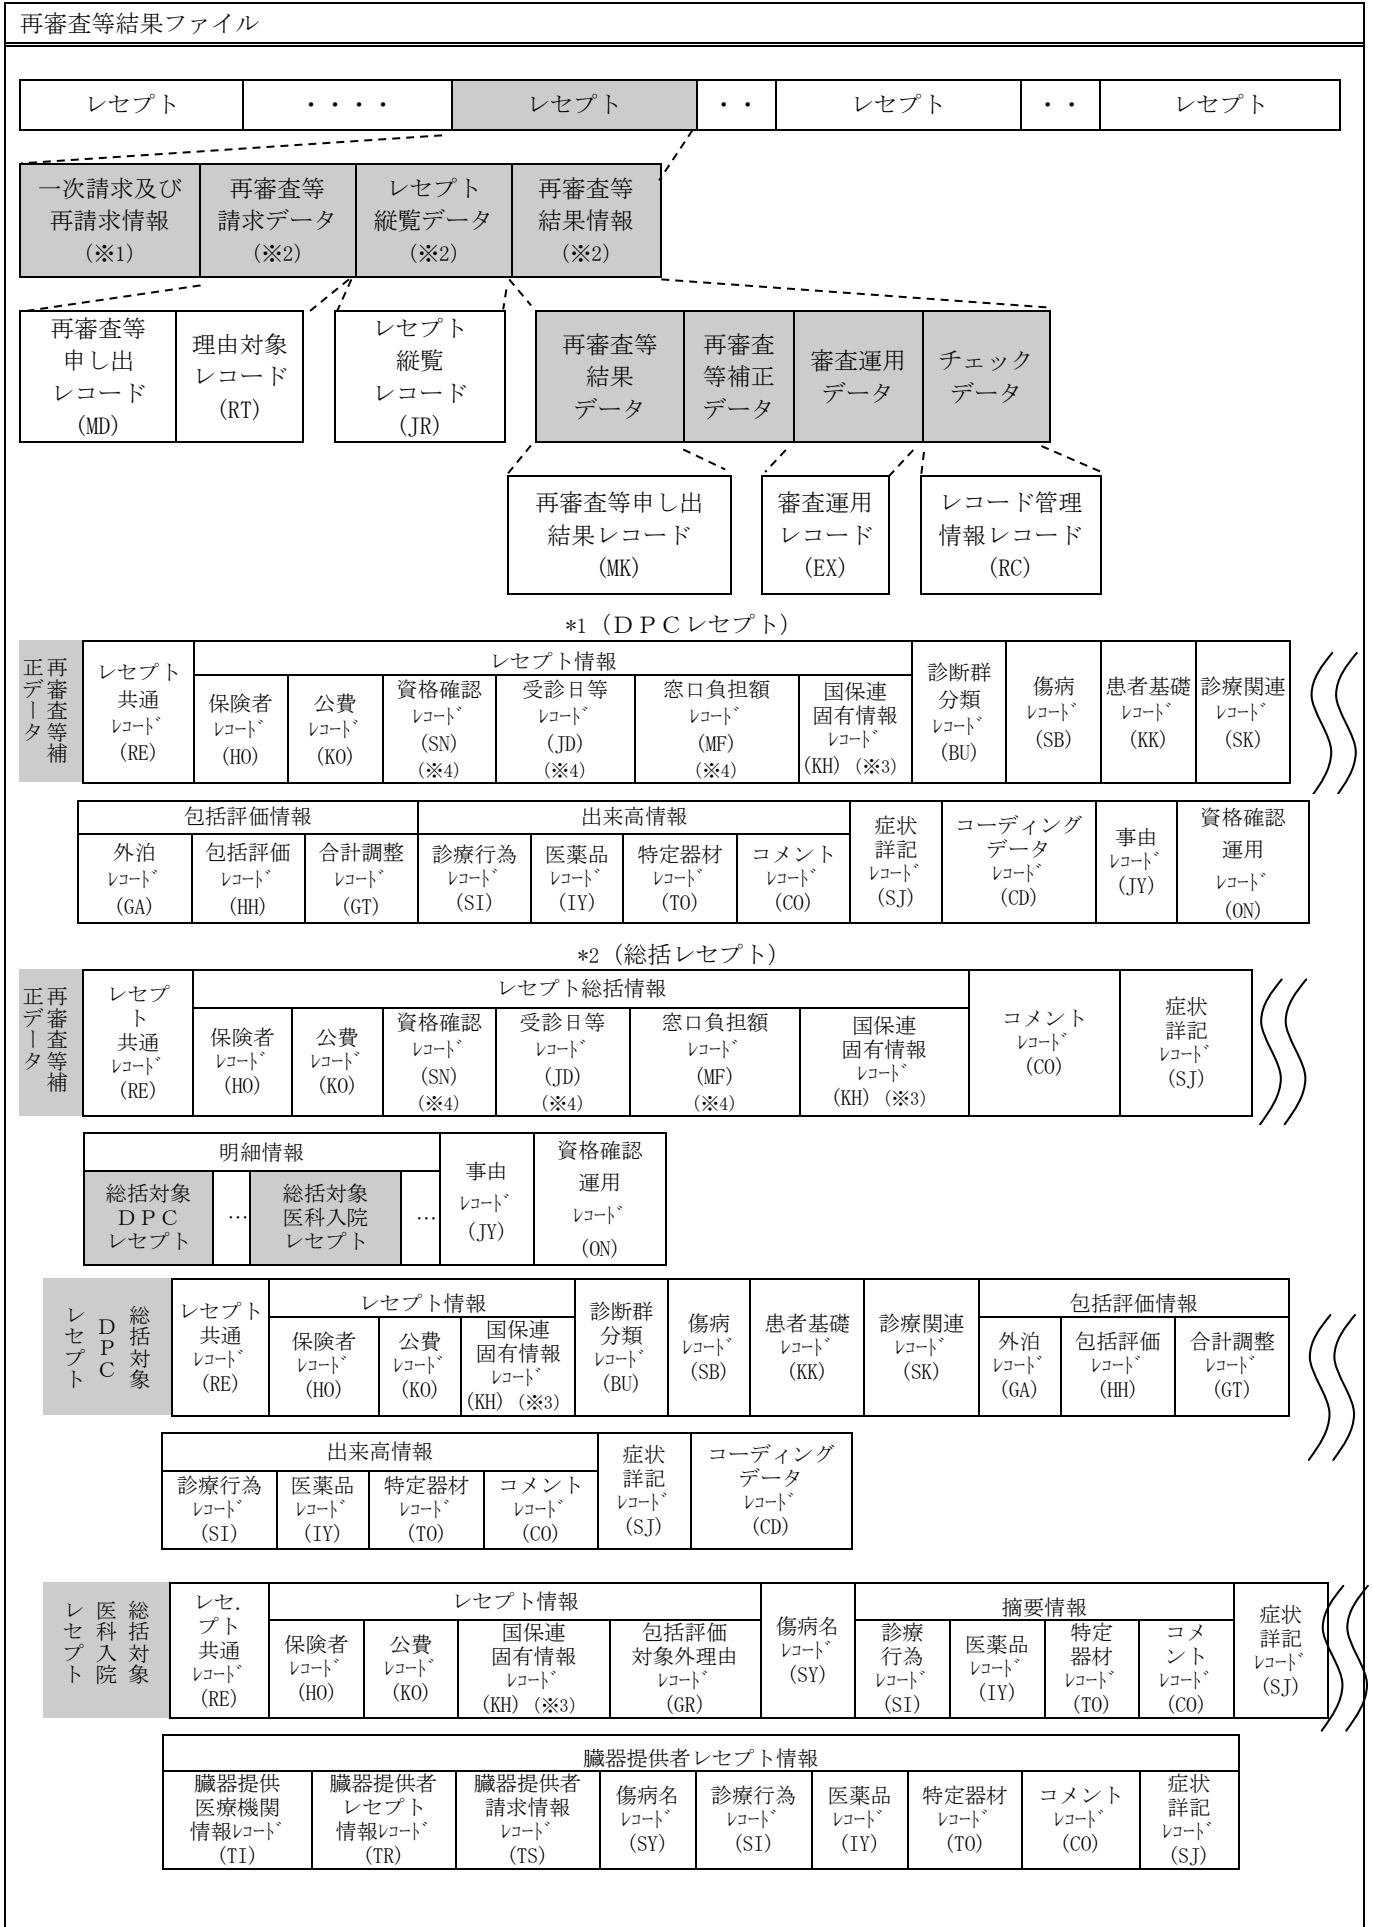 再審査等結果ファイル
レセプト
・・・・
レセプト
・・
レセプト
・・
レセプト
一次請求及び
再請求情報
(※1)
再審査等
請求データ
(※2)
レセプト
縦覧データ
(※2)
再審査等
結果情報
(※2)
再審査等
申し出
レコード
(MD)
理由対象
レコード
(RT)
レセプト
縦覧
レコード
(JR)
再審査等
結果
データ
再審査
等補正
データ
審査運用
データ
チェック
データ
再審査等申し出
結果レコード
(MK)
審査運用
レコード
(EX)
レコード管理
情報レコード
(RC)
*1（ＤＰＣレセプト）
再審査等補
正データ
レセプト
共通
ﾚｺｰﾄﾞ
(RE)
レセプト情報
保険者
ﾚｺｰﾄﾞ
(HO)
公費
ﾚｺｰﾄﾞ
(KO)
資格確認
ﾚｺｰﾄﾞ
(SN)
(※4)
受診日等
ﾚｺｰﾄﾞ
(JD)
(※4)
窓口負担額
ﾚｺｰﾄﾞ
(MF)
(※4)
国保連
固有情報
ﾚｺｰﾄﾞ
(KH) (※3)
診断群
分類
ﾚｺｰﾄﾞ
(BU)
傷病
ﾚｺｰﾄﾞ
(SB)
患者基礎
ﾚｺｰﾄﾞ
(KK)
診療関連
ﾚｺｰﾄﾞ
(SK)
包括評価情報
外泊
ﾚｺｰﾄﾞ
(GA)
包括評価
ﾚｺｰﾄﾞ
(HH)
合計調整
ﾚｺｰﾄﾞ
(GT)
出来高情報
診療行為
ﾚｺｰﾄﾞ
(SI)
医薬品
ﾚｺｰﾄﾞ
(IY)
特定器材
ﾚｺｰﾄﾞ
(TO)
コメント
ﾚｺｰﾄﾞ
(CO)
症状
詳記
ﾚｺｰﾄﾞ
(SJ)
コーディング
データ
ﾚｺｰﾄﾞ
(CD)
事由
ﾚｺｰﾄﾞ
(JY)
資格確認
運用
ﾚｺｰﾄﾞ
(ON)
*2（総括レセプト）
再審査等補
正データ
レセプ
ト
共通
ﾚｺｰﾄﾞ
(RE)
レセプト総括情報
保険者
ﾚｺｰﾄﾞ
(HO)
公費
ﾚｺｰﾄﾞ
(KO)
資格確認
ﾚｺｰﾄﾞ
(SN)
(※4)
受診日等
ﾚｺｰﾄﾞ
(JD)
(※4)
窓口負担額
ﾚｺｰﾄﾞ
(MF)
(※4)
国保連
固有情報
ﾚｺｰﾄﾞ
(KH) (※3)
コメント
ﾚｺｰﾄﾞ
(CO)
症状
詳記
ﾚｺｰﾄﾞ
(SJ)
明細情報
総括対象
ＤＰＣ
レセプト
…
総括対象
医科入院
レセプト
…
事由
ﾚｺｰﾄﾞ
(JY)
資格確認
運用
ﾚｺｰﾄﾞ
(ON)
総括対象
ＤＰＣ
レセプト
レセプト
共通
ﾚｺｰﾄﾞ
(RE)
レセプト情報
保険者
ﾚｺｰﾄﾞ
(HO)
公費
ﾚｺｰﾄﾞ
(KO)
国保連
固有情報
ﾚｺｰﾄﾞ
(KH) (※3)
診断群
分類
ﾚｺｰﾄﾞ
(BU)
傷病
ﾚｺｰﾄﾞ
(SB)
患者基礎
ﾚｺｰﾄﾞ
(KK)
診療関連
ﾚｺｰﾄﾞ
(SK)
包括評価情報
外泊
ﾚｺｰﾄﾞ
(GA)
包括評価
ﾚｺｰﾄﾞ
(HH)
合計調整
ﾚｺｰﾄﾞ
(GT)
出来高情報
診療行為
ﾚｺｰﾄﾞ
(SI)
医薬品
ﾚｺｰﾄﾞ
(IY)
特定器材
ﾚｺｰﾄﾞ
(TO)
コメント
ﾚｺｰﾄﾞ
(CO)
症状
詳記
ﾚｺｰﾄﾞ
(SJ)
コーディング
データ
ﾚｺｰﾄﾞ
(CD)
総括対象
医科入院
レセプト
レセ.
プト
共通
ﾚｺｰﾄﾞ
(RE)
レセプト情報
保険者
ﾚｺｰﾄﾞ
(HO)
公費
ﾚｺｰﾄﾞ
(KO)
国保連
固有情報
ﾚｺｰﾄﾞ
(KH) (※3)
包括評価
対象外理由
ﾚｺｰﾄﾞ
(GR)
傷病名
ﾚｺｰﾄﾞ
(SY)
摘要情報
診療
行為
ﾚｺｰﾄﾞ
(SI)
医薬品
ﾚｺｰﾄﾞ
(IY)
特定
器材
ﾚｺｰﾄﾞ
(TO)
コメ
ント
ﾚｺｰﾄﾞ
(CO)
症状
詳記
ﾚｺｰﾄﾞ
(SJ)
臓器提供者レセプト情報
臓器提供
医療機関
情報ﾚｺｰﾄﾞ
(TI)
臓器提供者
レセプト
情報ﾚｺｰﾄﾞ
(TR)
臓器提供者
請求情報
ﾚｺｰﾄﾞ
(TS)
傷病名
ﾚｺｰﾄﾞ
(SY)
診療行為
ﾚｺｰﾄﾞ
(SI)
医薬品
ﾚｺｰﾄﾞ
(IY)
特定器材
ﾚｺｰﾄﾞ
(TO)
コメント
ﾚｺｰﾄﾞ
(CO)
症状
詳記
ﾚｺｰﾄﾞ
(SJ)